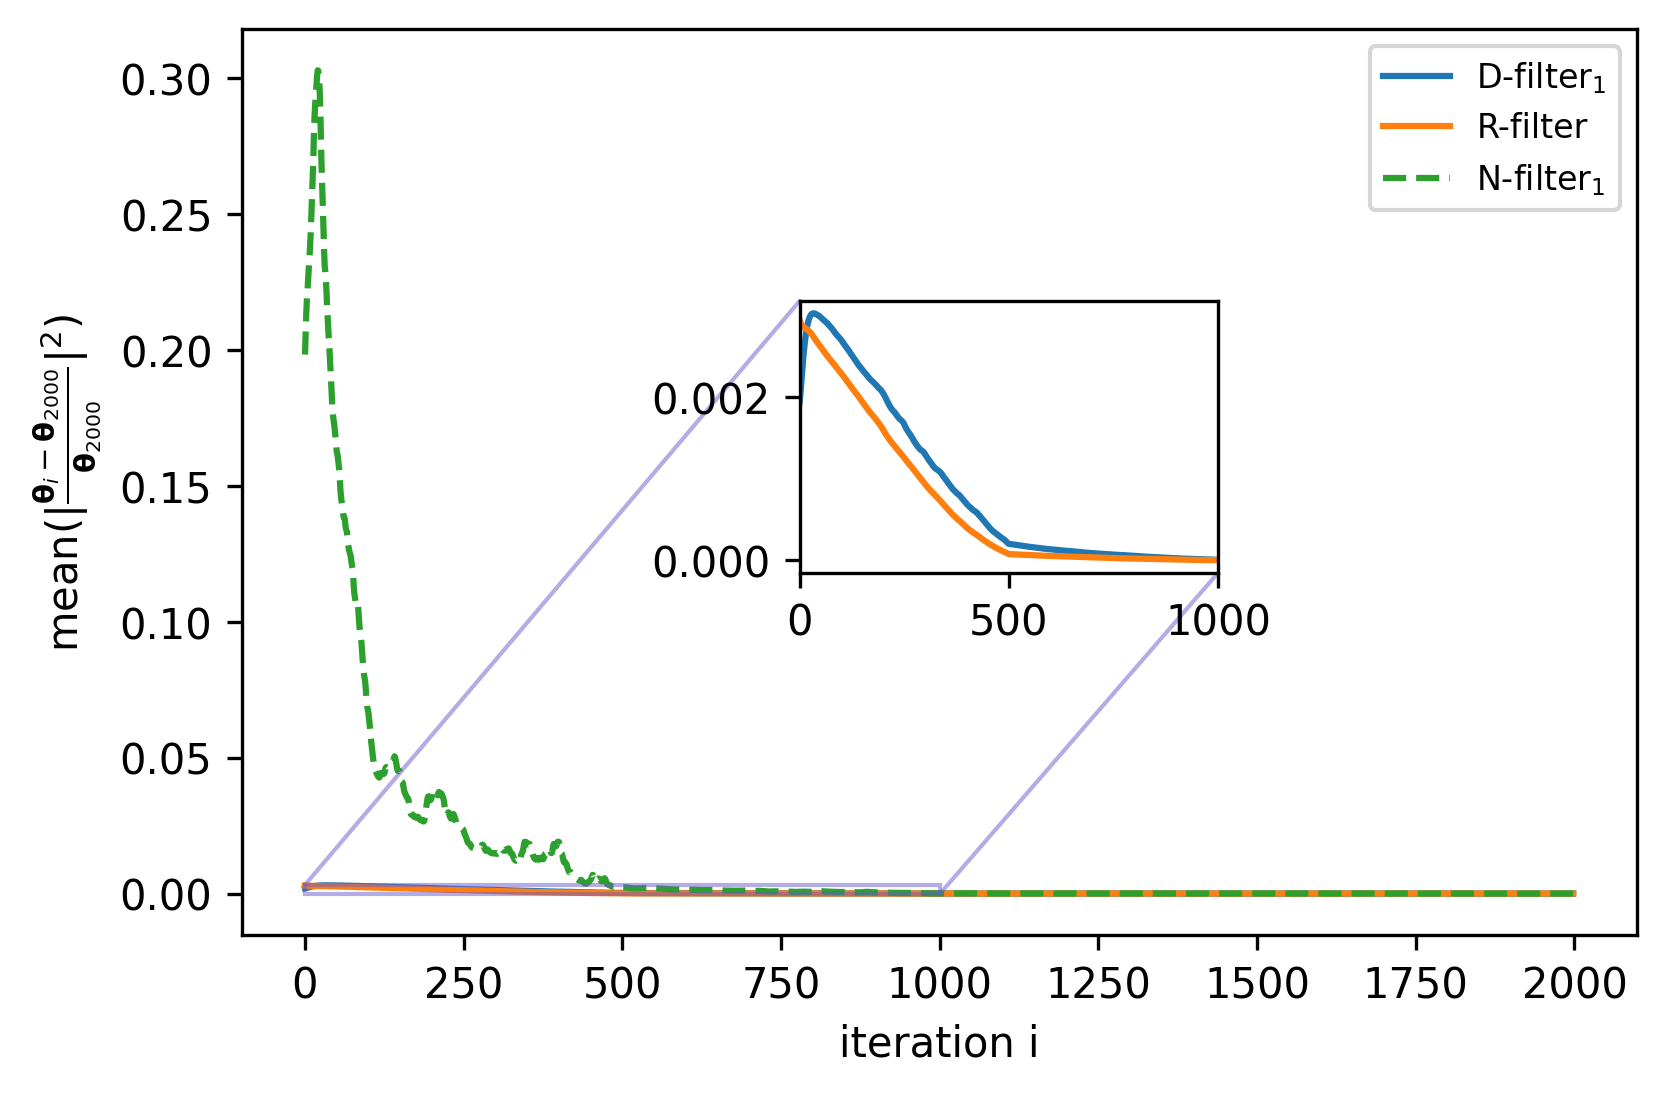 0.30
0.25
0.20
0.15
0.10
0.05
0.00
mean(|(θᵢ − θ₂₀₀₀)/θ₂₀₀₀|²)
D-filter₁
R-filter
N-filter₁
0.002
0.000
0 500 1000
0 250 500 750 1000 1250 1500 1750 2000
iteration i